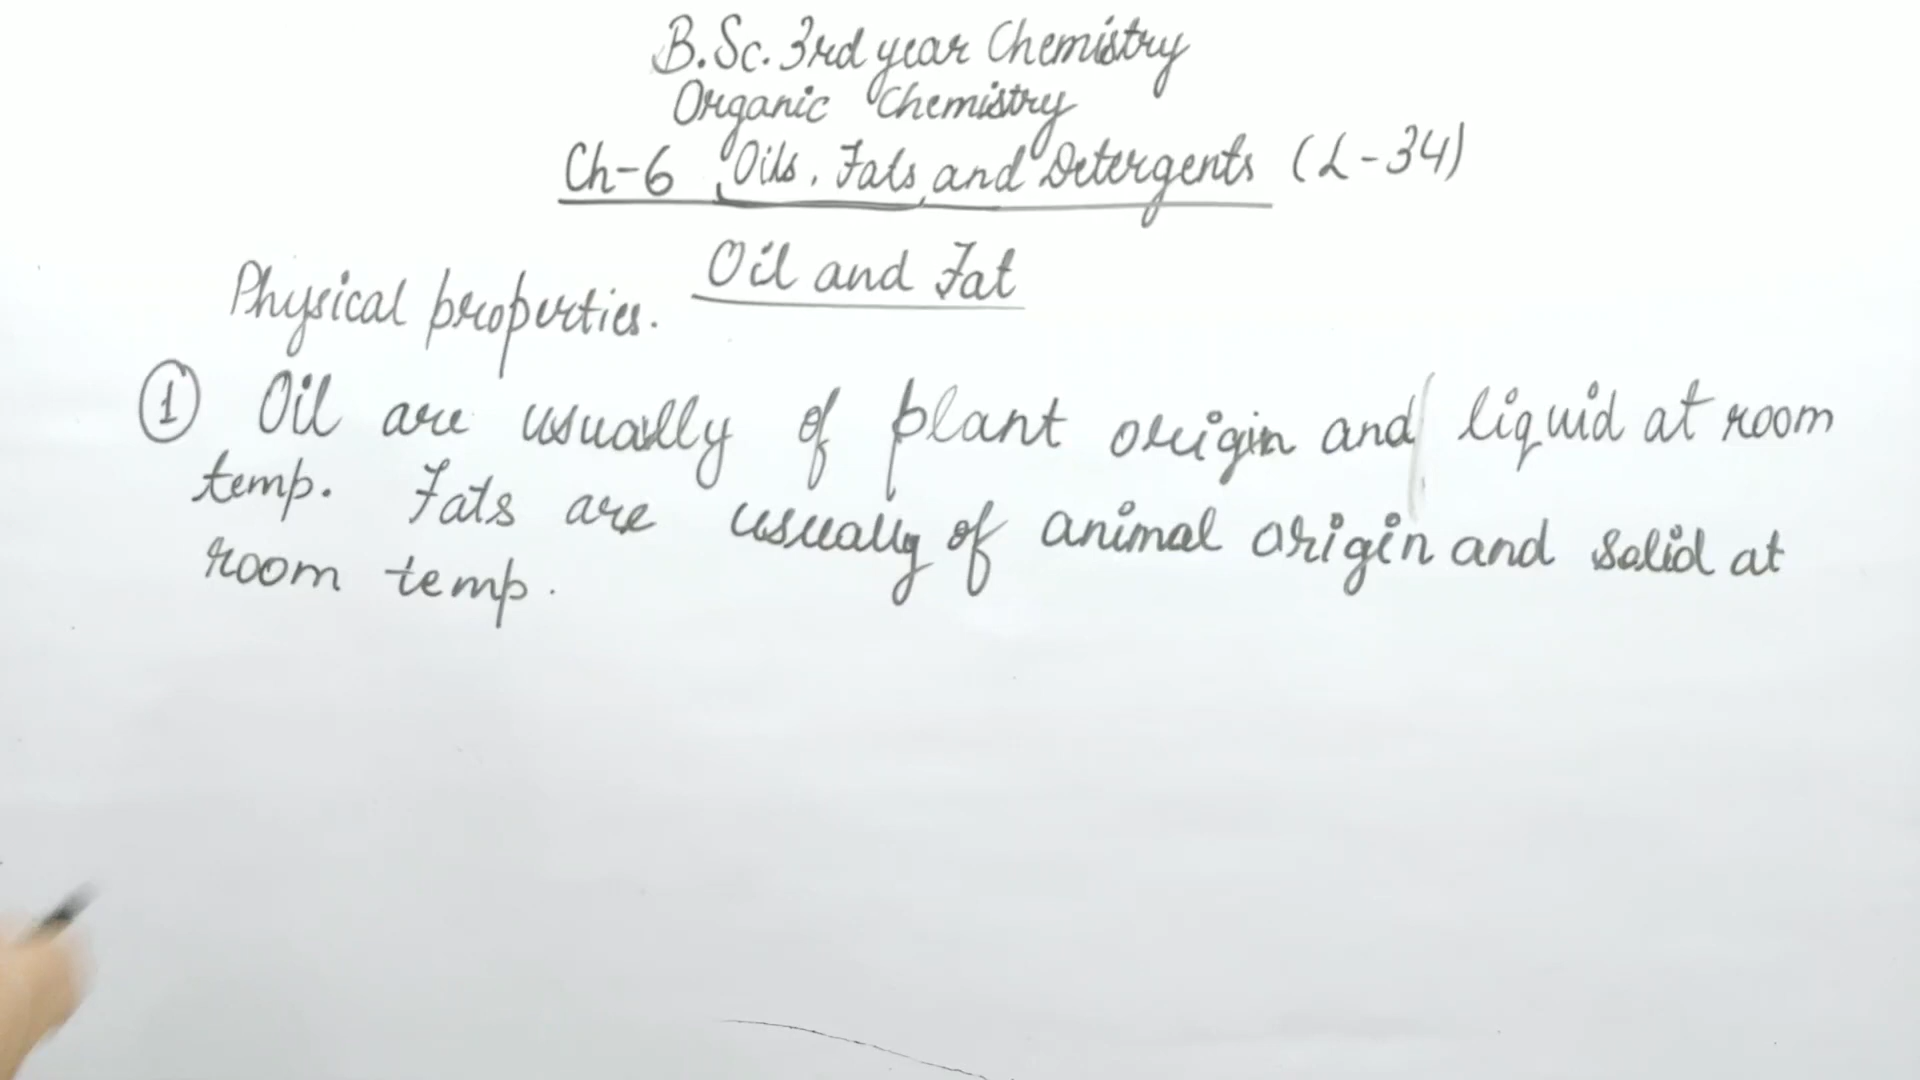 B.Sc. 3rd year Chemistry
Organic Chemistry
Ch-6 Oils, Fats, and Detergents (L-34)
Oil and Fat
Physical properties.
① Oil are usually of plant origin and liquid at room
temp. Fats are usually of animal origin and solid at
room temp.